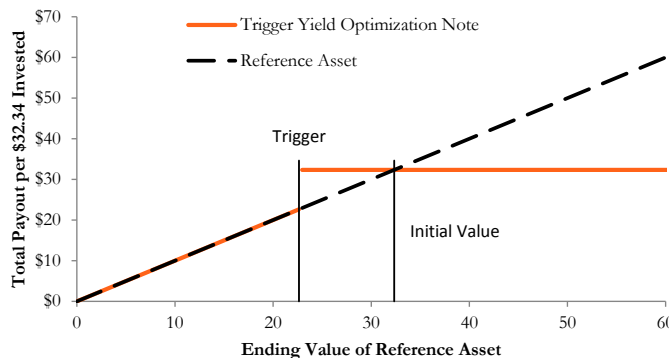 Trigger Yield Optimization Note
Reference Asset
Total Payout per $32.34 Invested
$70
$60
$50
$40
$30
$20
$10
$0
Trigger
Initial Value
0 10 20 30 40 50 60
Ending Value of Reference Asset